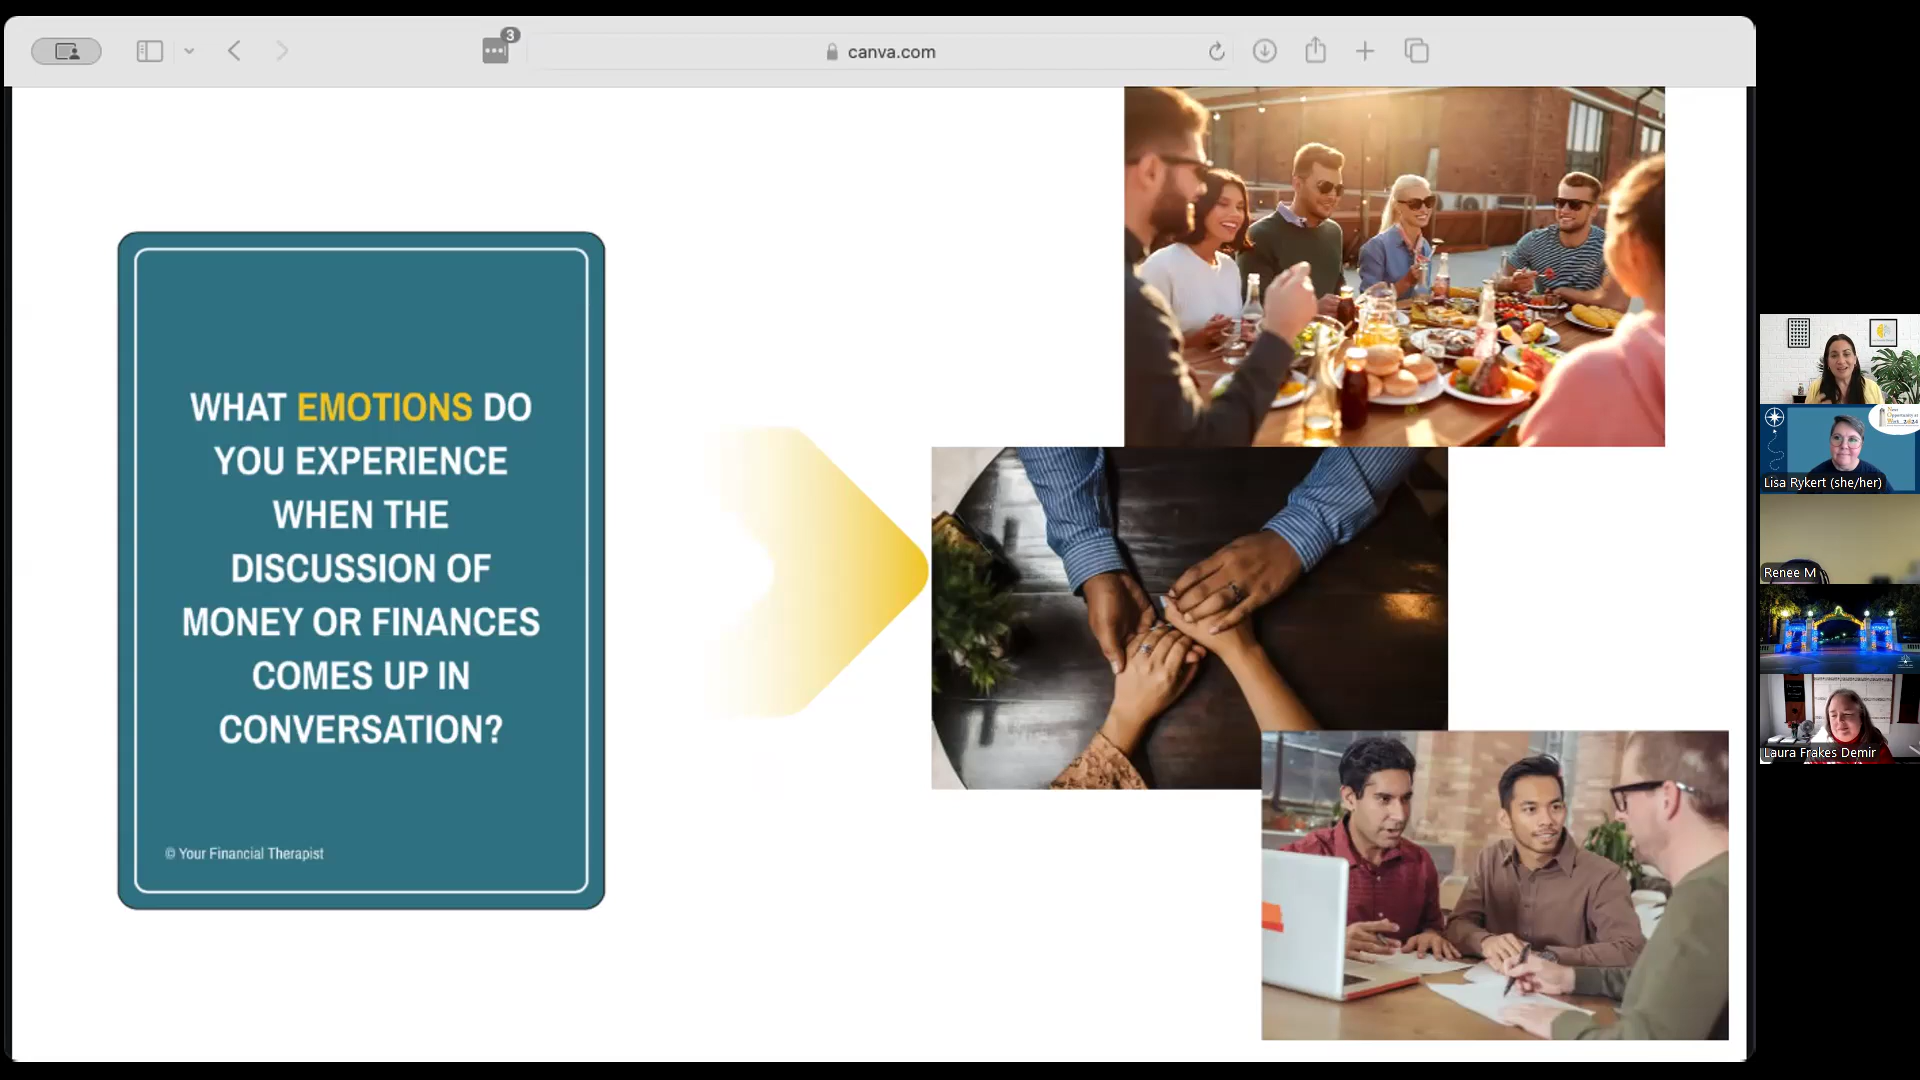 3
canva.com
WHAT EMOTIONS DO
YOU EXPERIENCE
WHEN THE
DISCUSSION OF
MONEY OR FINANCES
COMES UP IN
CONVERSATION?
© Your Financial Therapist
Lisa Rykert (she/her)
Renee M
Laura Frakes Demir